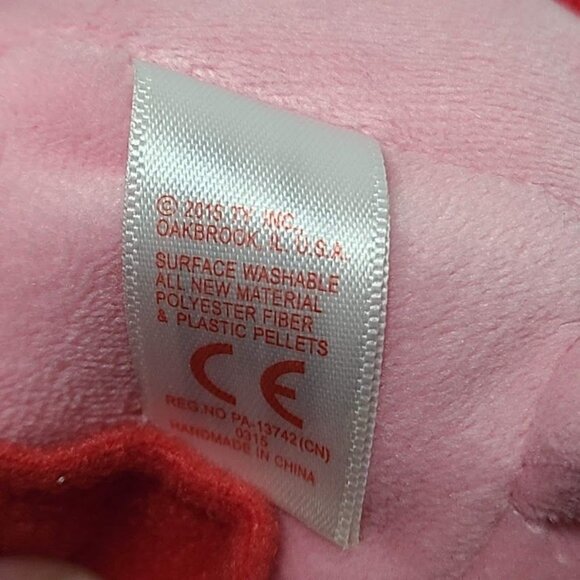 © 2015 TY, INC.,
OAKBROOK, IL, U.S.A.
SURFACE WASHABLE
ALL NEW MATERIAL
POLYESTER FIBER
& PLASTIC PELLETS
CE
REG.NO PA-13742(CN)
0315
HANDMADE IN CHINA